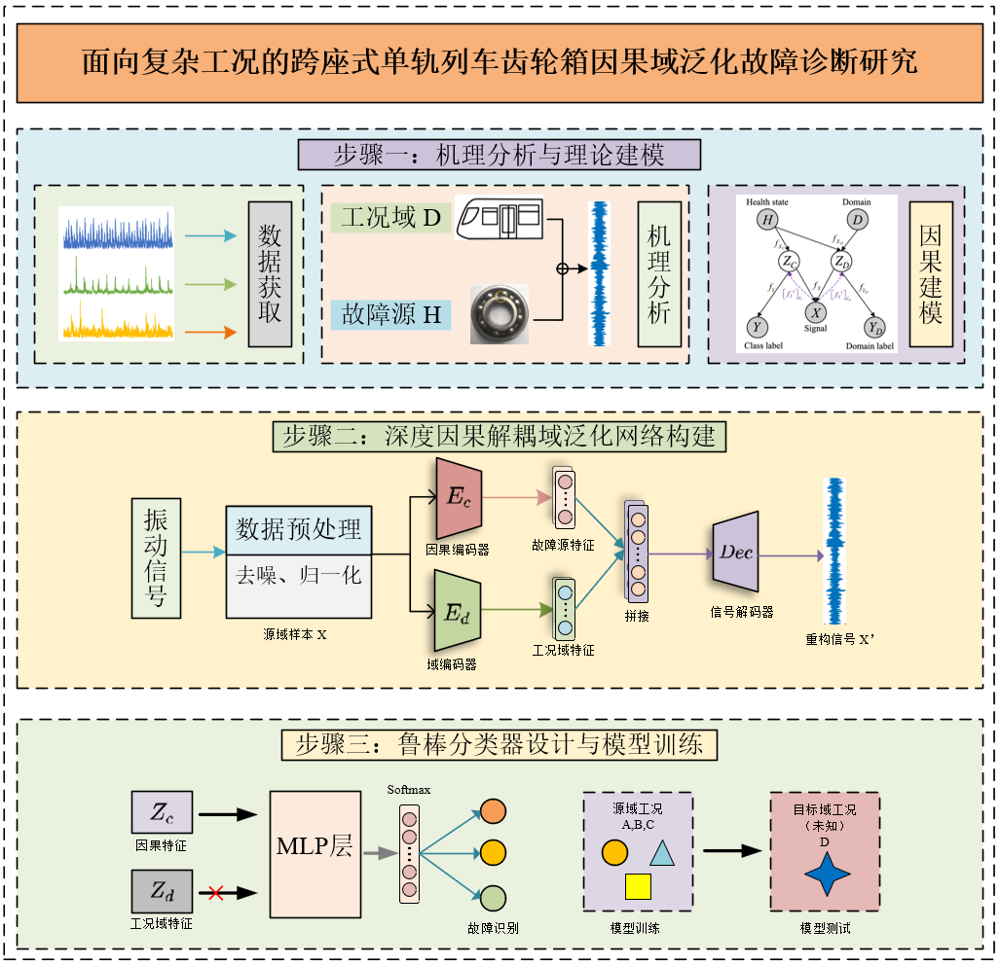 面向复杂工况的跨座式单轨列车齿轮箱因果域泛化故障诊断研究
步骤一：机理分析与理论建模
数据获取
工况域 D
故障源 H
机理分析
Health state
Domain
H
D
Z_C
Z_D
Y
X
Y_D
Signal
Class label
Domain label
因果建模
步骤二：深度因果解耦域泛化网络构建
振动信号
数据预处理
去噪、归一化
源域样本 X
E_c
因果编码器
E_d
域编码器
故障源特征
工况域特征
拼接
Dec
信号解码器
重构信号 X’
步骤三：鲁棒分类器设计与模型训练
Z_c
因果特征
Z_d
工况域特征
MLP层
Softmax
故障识别
源域工况
A,B,C
模型训练
目标域工况
（未知）
D
模型测试